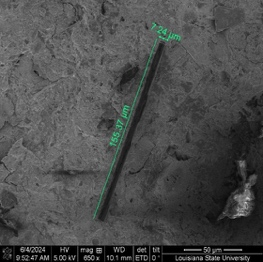 7.24 µm
155.37 µm
6/4/2024 HV mag WD det tilt 50 µm
9:52:47 AM 5.00 kV 650 x 10.1 mm ETD 0 ° Louisiana State University